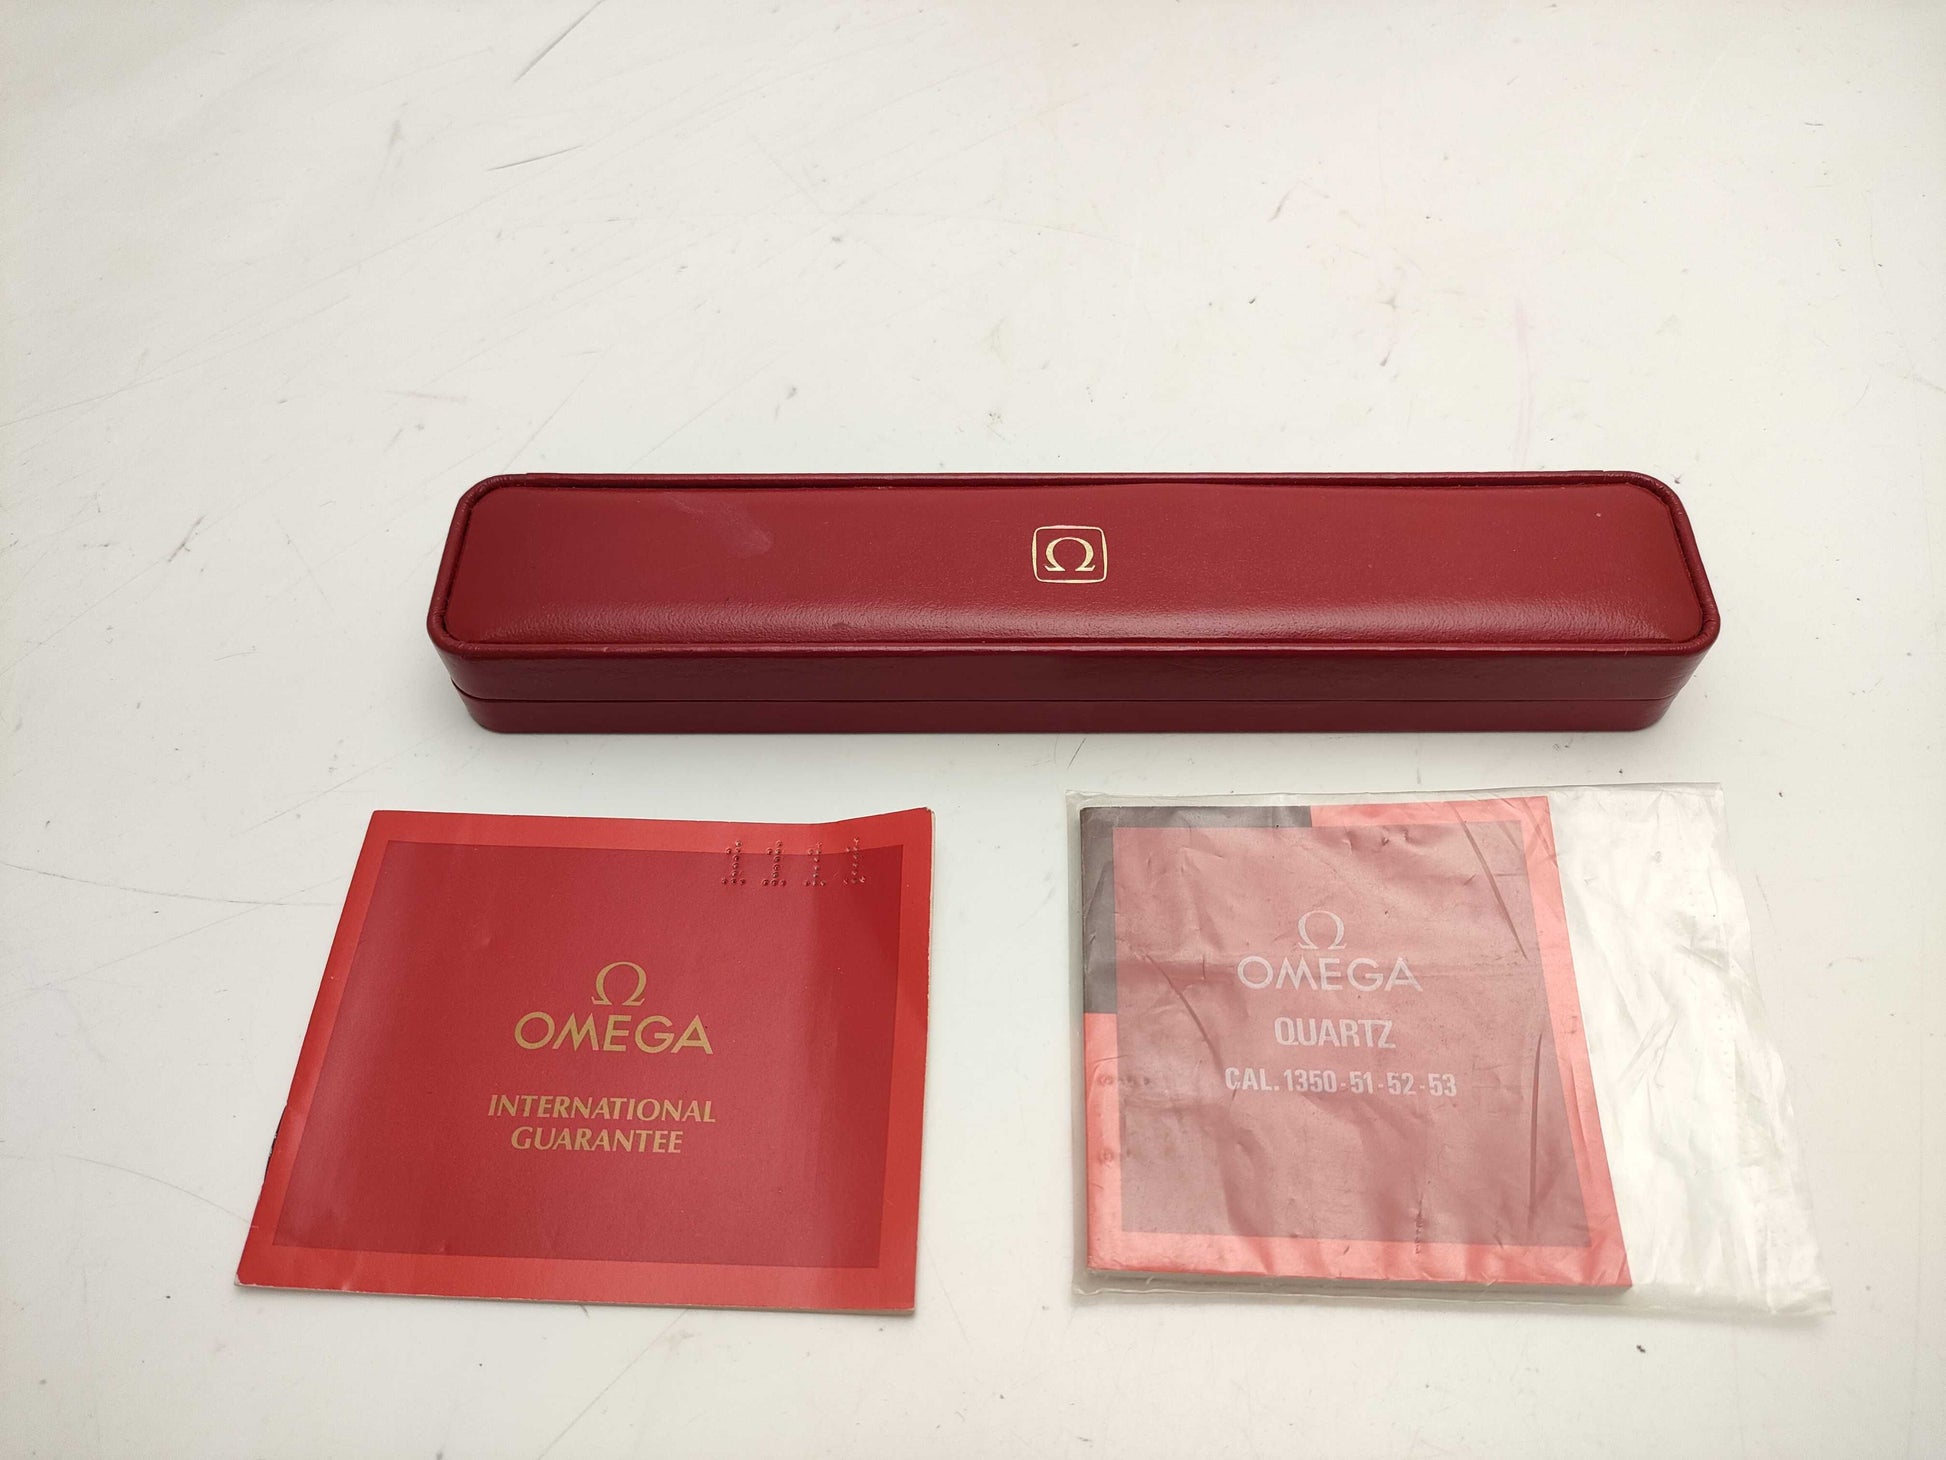 Ω
Ω
OMEGA
INTERNATIONAL
GUARANTEE
Ω
OMEGA
QUARTZ
CAL. 1350-51-52-53